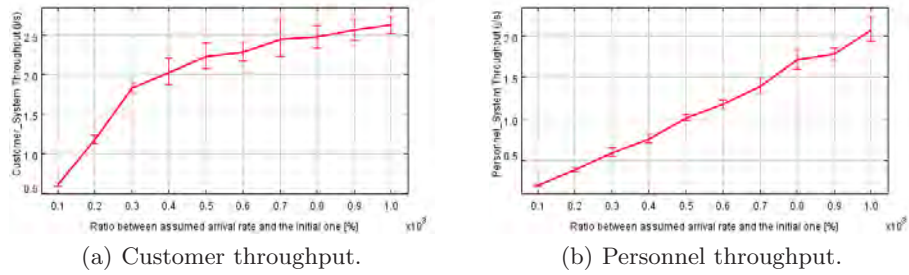 Customer_System Throughput (j/s)
2.5
2.0
1.5
1.0
0.5
0.1 0.2 0.3 0.4 0.5 0.6 0.7 0.8 0.9 1.0
Ratio between assumed arrival rate and the initial one [%] x10³
(a) Customer throughput.
Personnel_System Throughput (j/s)
2.0
1.5
1.0
0.5
0.1 0.2 0.3 0.4 0.5 0.6 0.7 0.8 0.9 1.0
Ratio between assumed arrival rate and the initial one [%] x10³
(b) Personnel throughput.